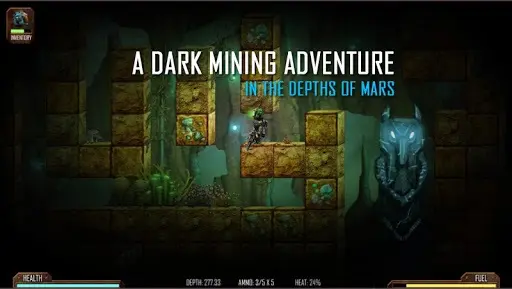 INVENTORY
A DARK MINING ADVENTURE
IN THE DEPTHS OF MARS
HEALTH
DEPTH: 277.33 AMMO: 3/5 X 5 HEAT: 24%
FUEL